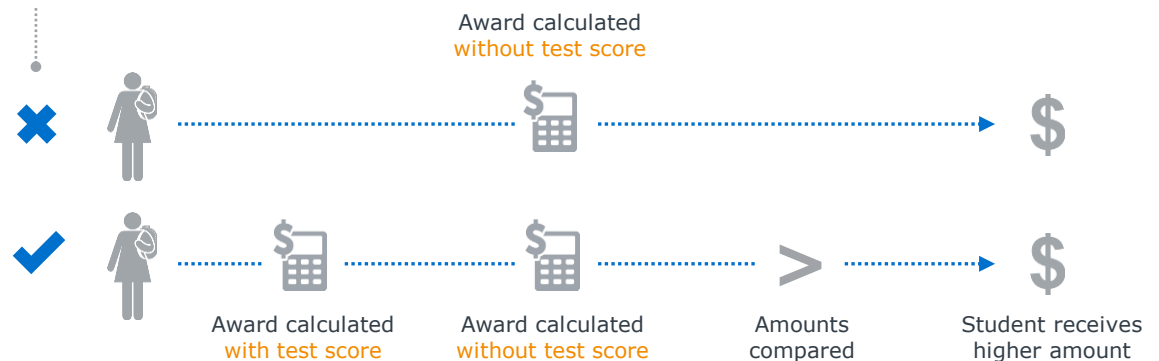 Award calculated
without test score
Award calculated
with test score
Award calculated
without test score
Amounts
compared
Student receives
higher amount